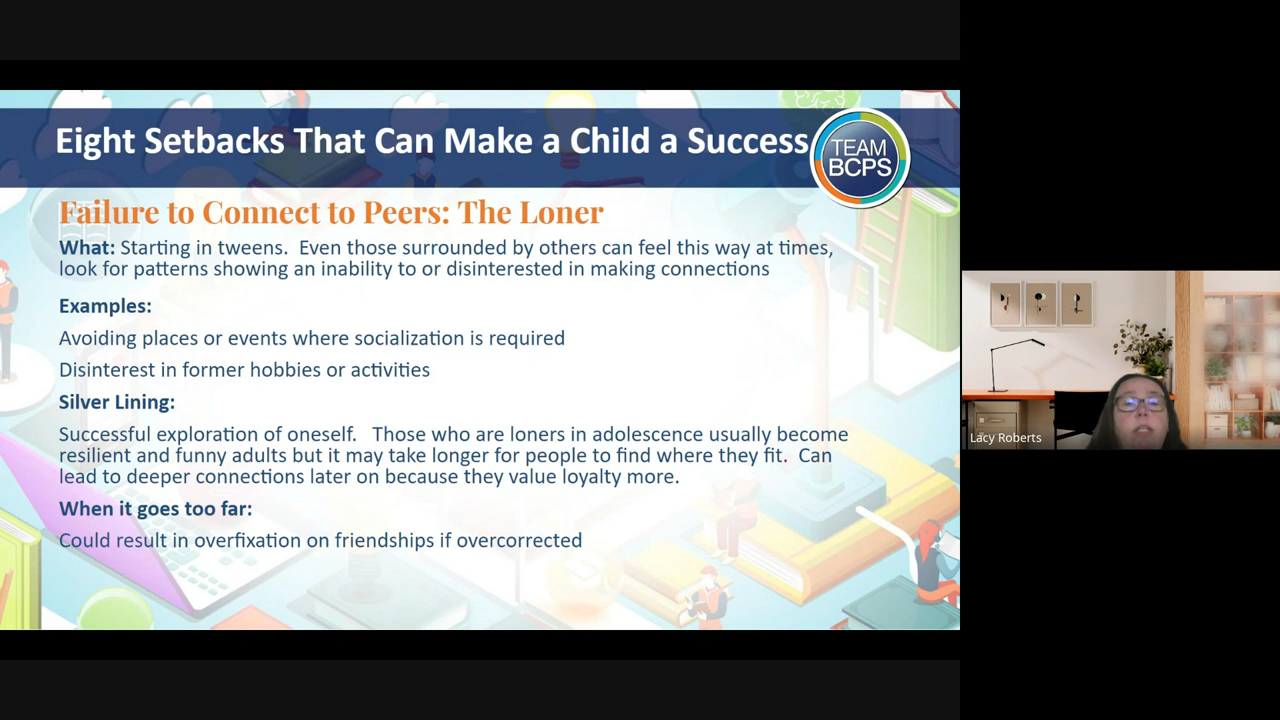 Eight Setbacks That Can Make a Child a Success
TEAM
BCPS
Failure to Connect to Peers: The Loner
What: Starting in tweens.  Even those surrounded by others can feel this way at times,
look for patterns showing an inability to or disinterested in making connections
Examples:
Avoiding places or events where socialization is required
Disinterest in former hobbies or activities
Silver Lining:
Successful exploration of oneself.   Those who are loners in adolescence usually become
resilient and funny adults but it may take longer for people to find where they fit.  Can
lead to deeper connections later on because they value loyalty more.
When it goes too far:
Could result in overfixation on friendships if overcorrected
Lacy Roberts